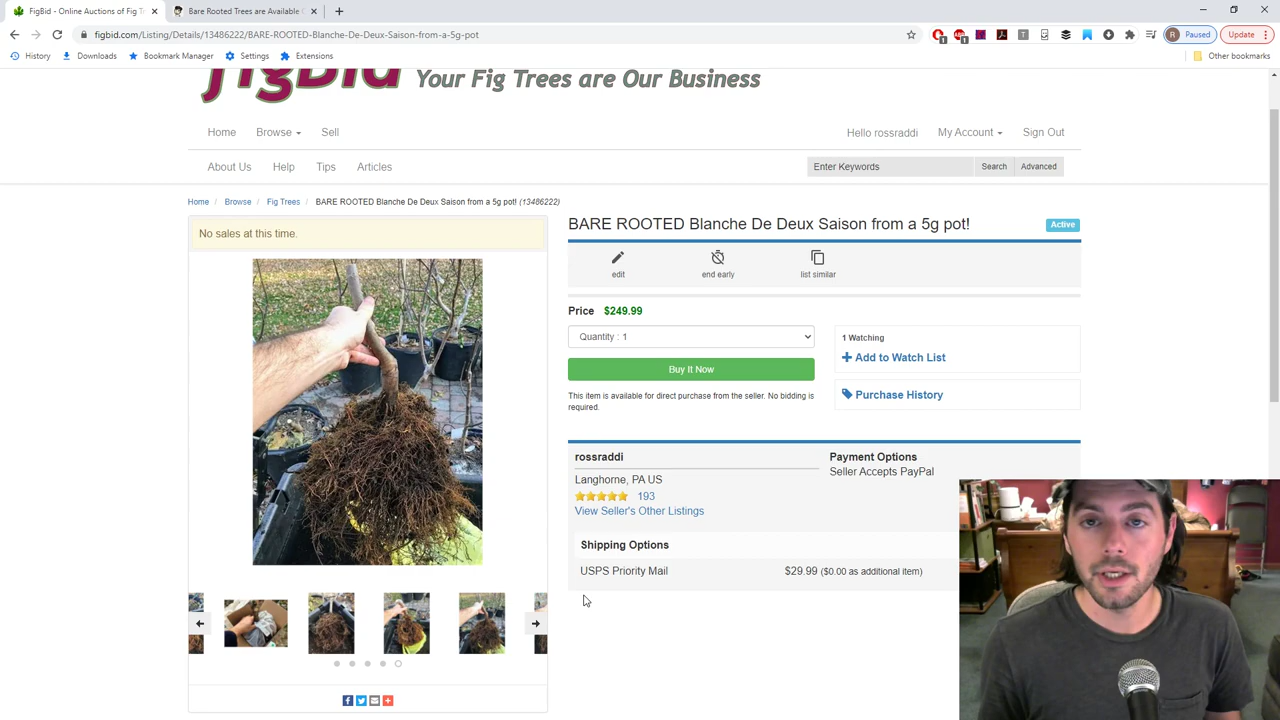 FigBid - Online Auctions of Fig T
Bare Rooted Trees are Available
figbid.com/Listing/Details/13486222/BARE-ROOTED-Blanche-De-Deux-Saison-from-a-5g-pot
R Paused
Update
History Downloads Bookmark Manager Settings Extensions
Other bookmarks
figBid Your Fig Trees are Our Business
Home Browse Sell
Hello rossraddi My Account Sign Out
About Us Help Tips Articles
Enter Keywords Search Advanced
Home / Browse / Fig Trees / BARE ROOTED Blanche De Deux Saison from a 5g pot! (13486222)
No sales at this time.
BARE ROOTED Blanche De Deux Saison from a 5g pot!
Active
edit end early list similar
Price $249.99
Quantity : 1
Buy It Now
This item is available for direct purchase from the seller. No bidding is
required.
1 Watching
Add to Watch List
Purchase History
rossraddi
Langhorne, PA US
193
View Seller's Other Listings
Payment Options
Seller Accepts PayPal
Shipping Options
USPS Priority Mail $29.99 ($0.00 as additional item)